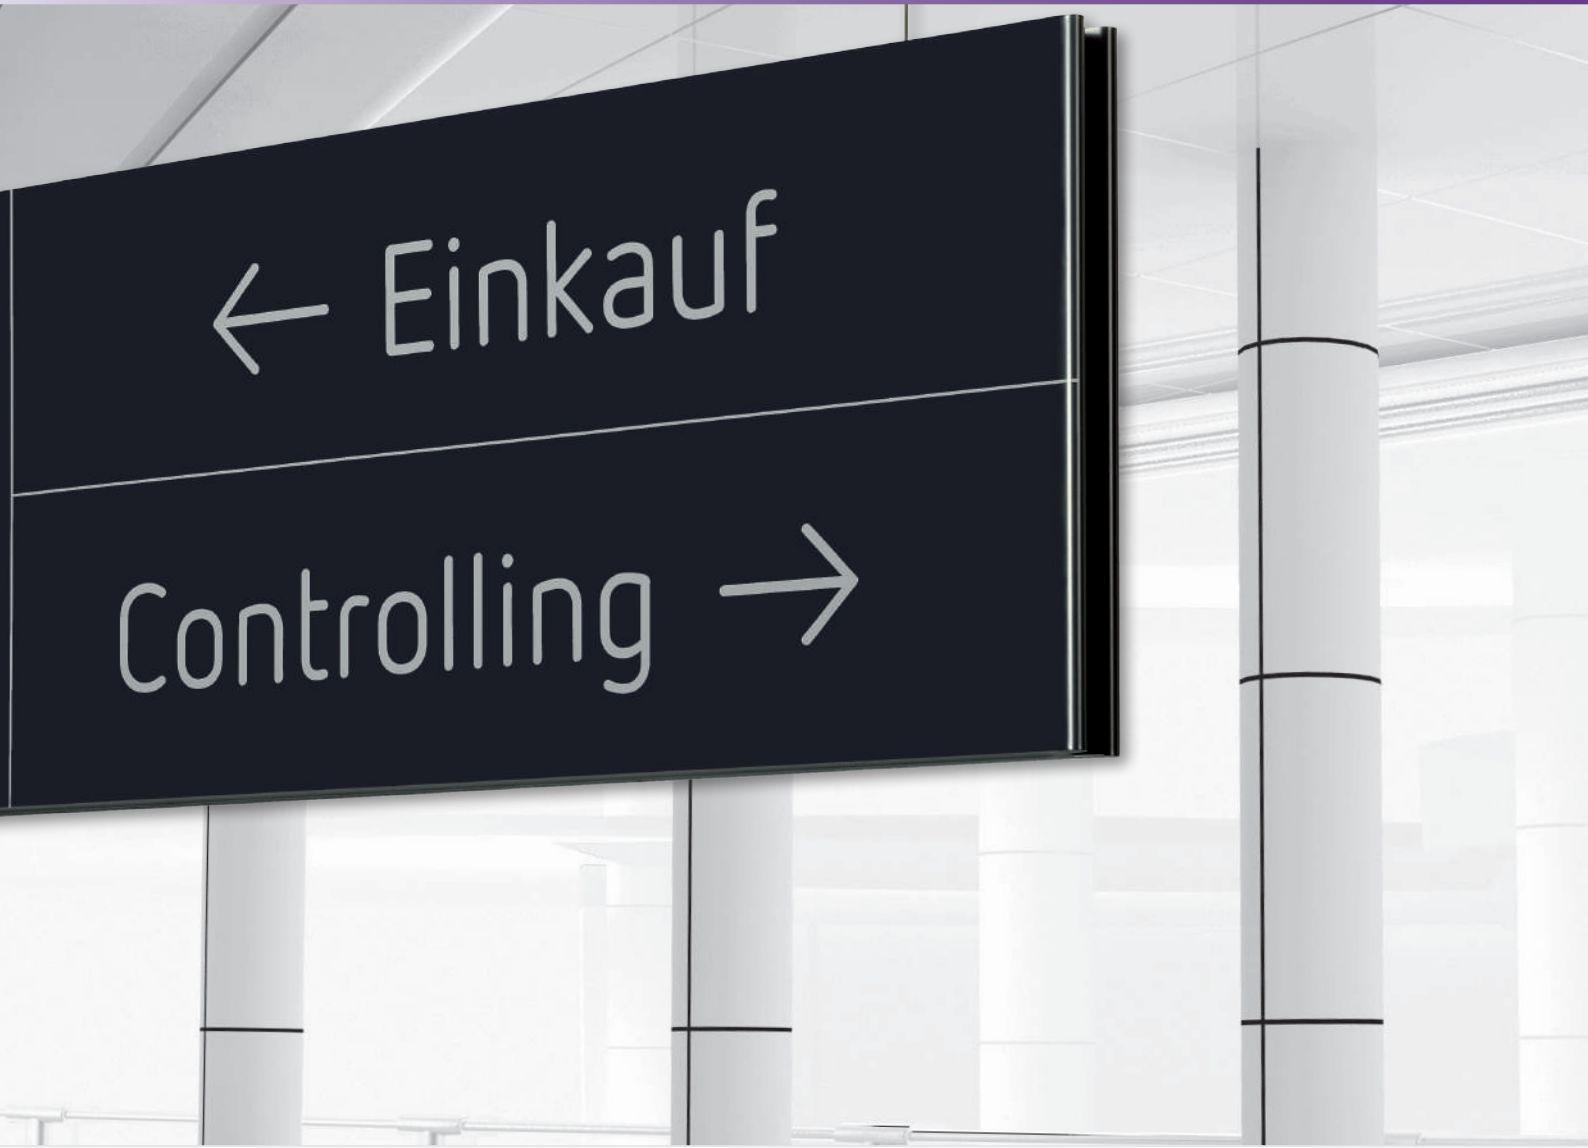 ← Einkauf
Controlling →